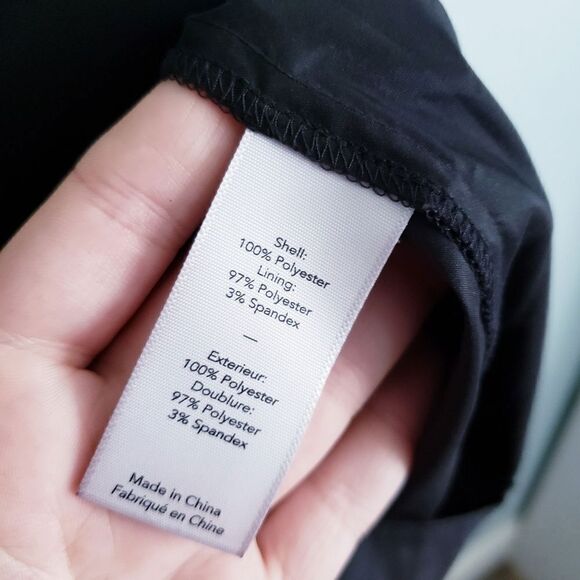 Shell:
100% Polyester
Lining:
97% Polyester
3% Spandex
—
Exterieur:
100% Polyester
Doublure:
97% Polyester
3% Spandex
Made in China
Fabriqué en Chine